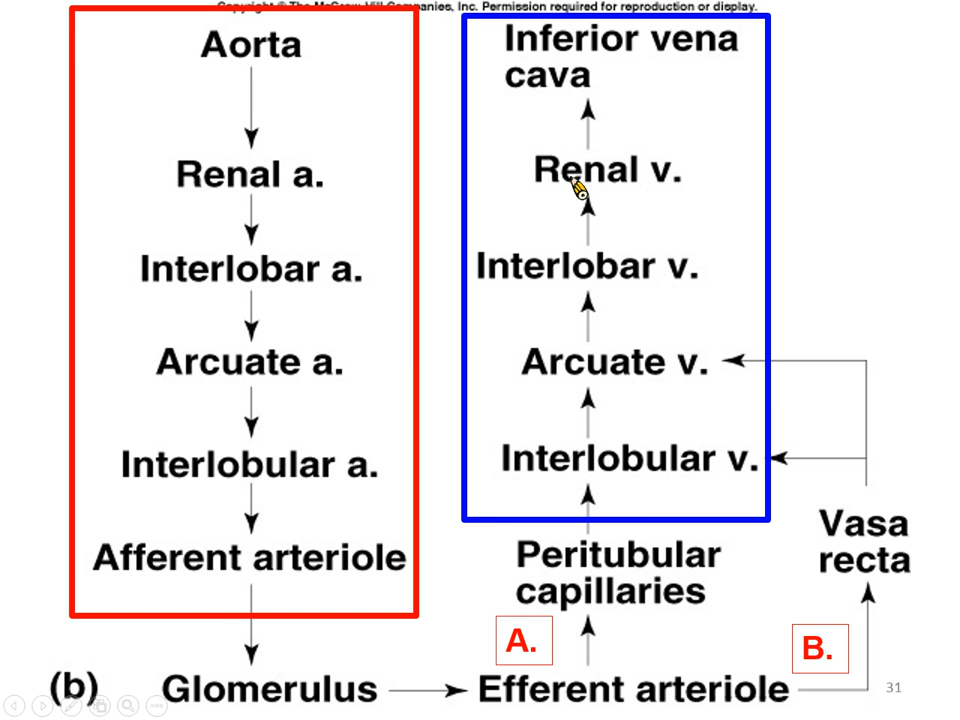 Copyright © The McGraw-Hill Companies, Inc. Permission required for reproduction or display.
Aorta
Renal a.
Interlobar a.
Arcuate a.
Interlobular a.
Afferent arteriole
(b)
Glomerulus
Inferior vena
cava
Renal v.
Interlobar v.
Arcuate v.
Interlobular v.
Peritubular
capillaries
A.
Efferent arteriole
Vasa
recta
B.
31